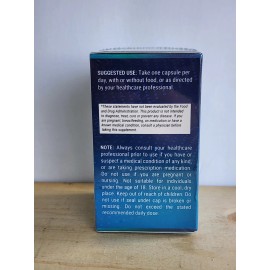 SUGGESTED USE: Take one capsule per
day, with or without food, or as directed
by your healthcare professional.
*These statements have not been evaluated by the Food
and Drug Administration. This product is not intended
to diagnose, treat, cure or prevent any disease. If you
are pregnant, breastfeeding, on medication or have a
known medical condition, consult a physician before
taking this supplement.
NOTE: Always consult your healthcare
professional prior to use if you have or
suspect a medical condition of any kind,
or are taking prescription medication.
Do not use if you are pregnant or
nursing. Not suitable for individuals
under the age of 18. Store in a cool, dry
place. Keep out of reach of children. Do
not use if seal under cap is broken or
missing. Do not exceed the stated
recommended daily dose.